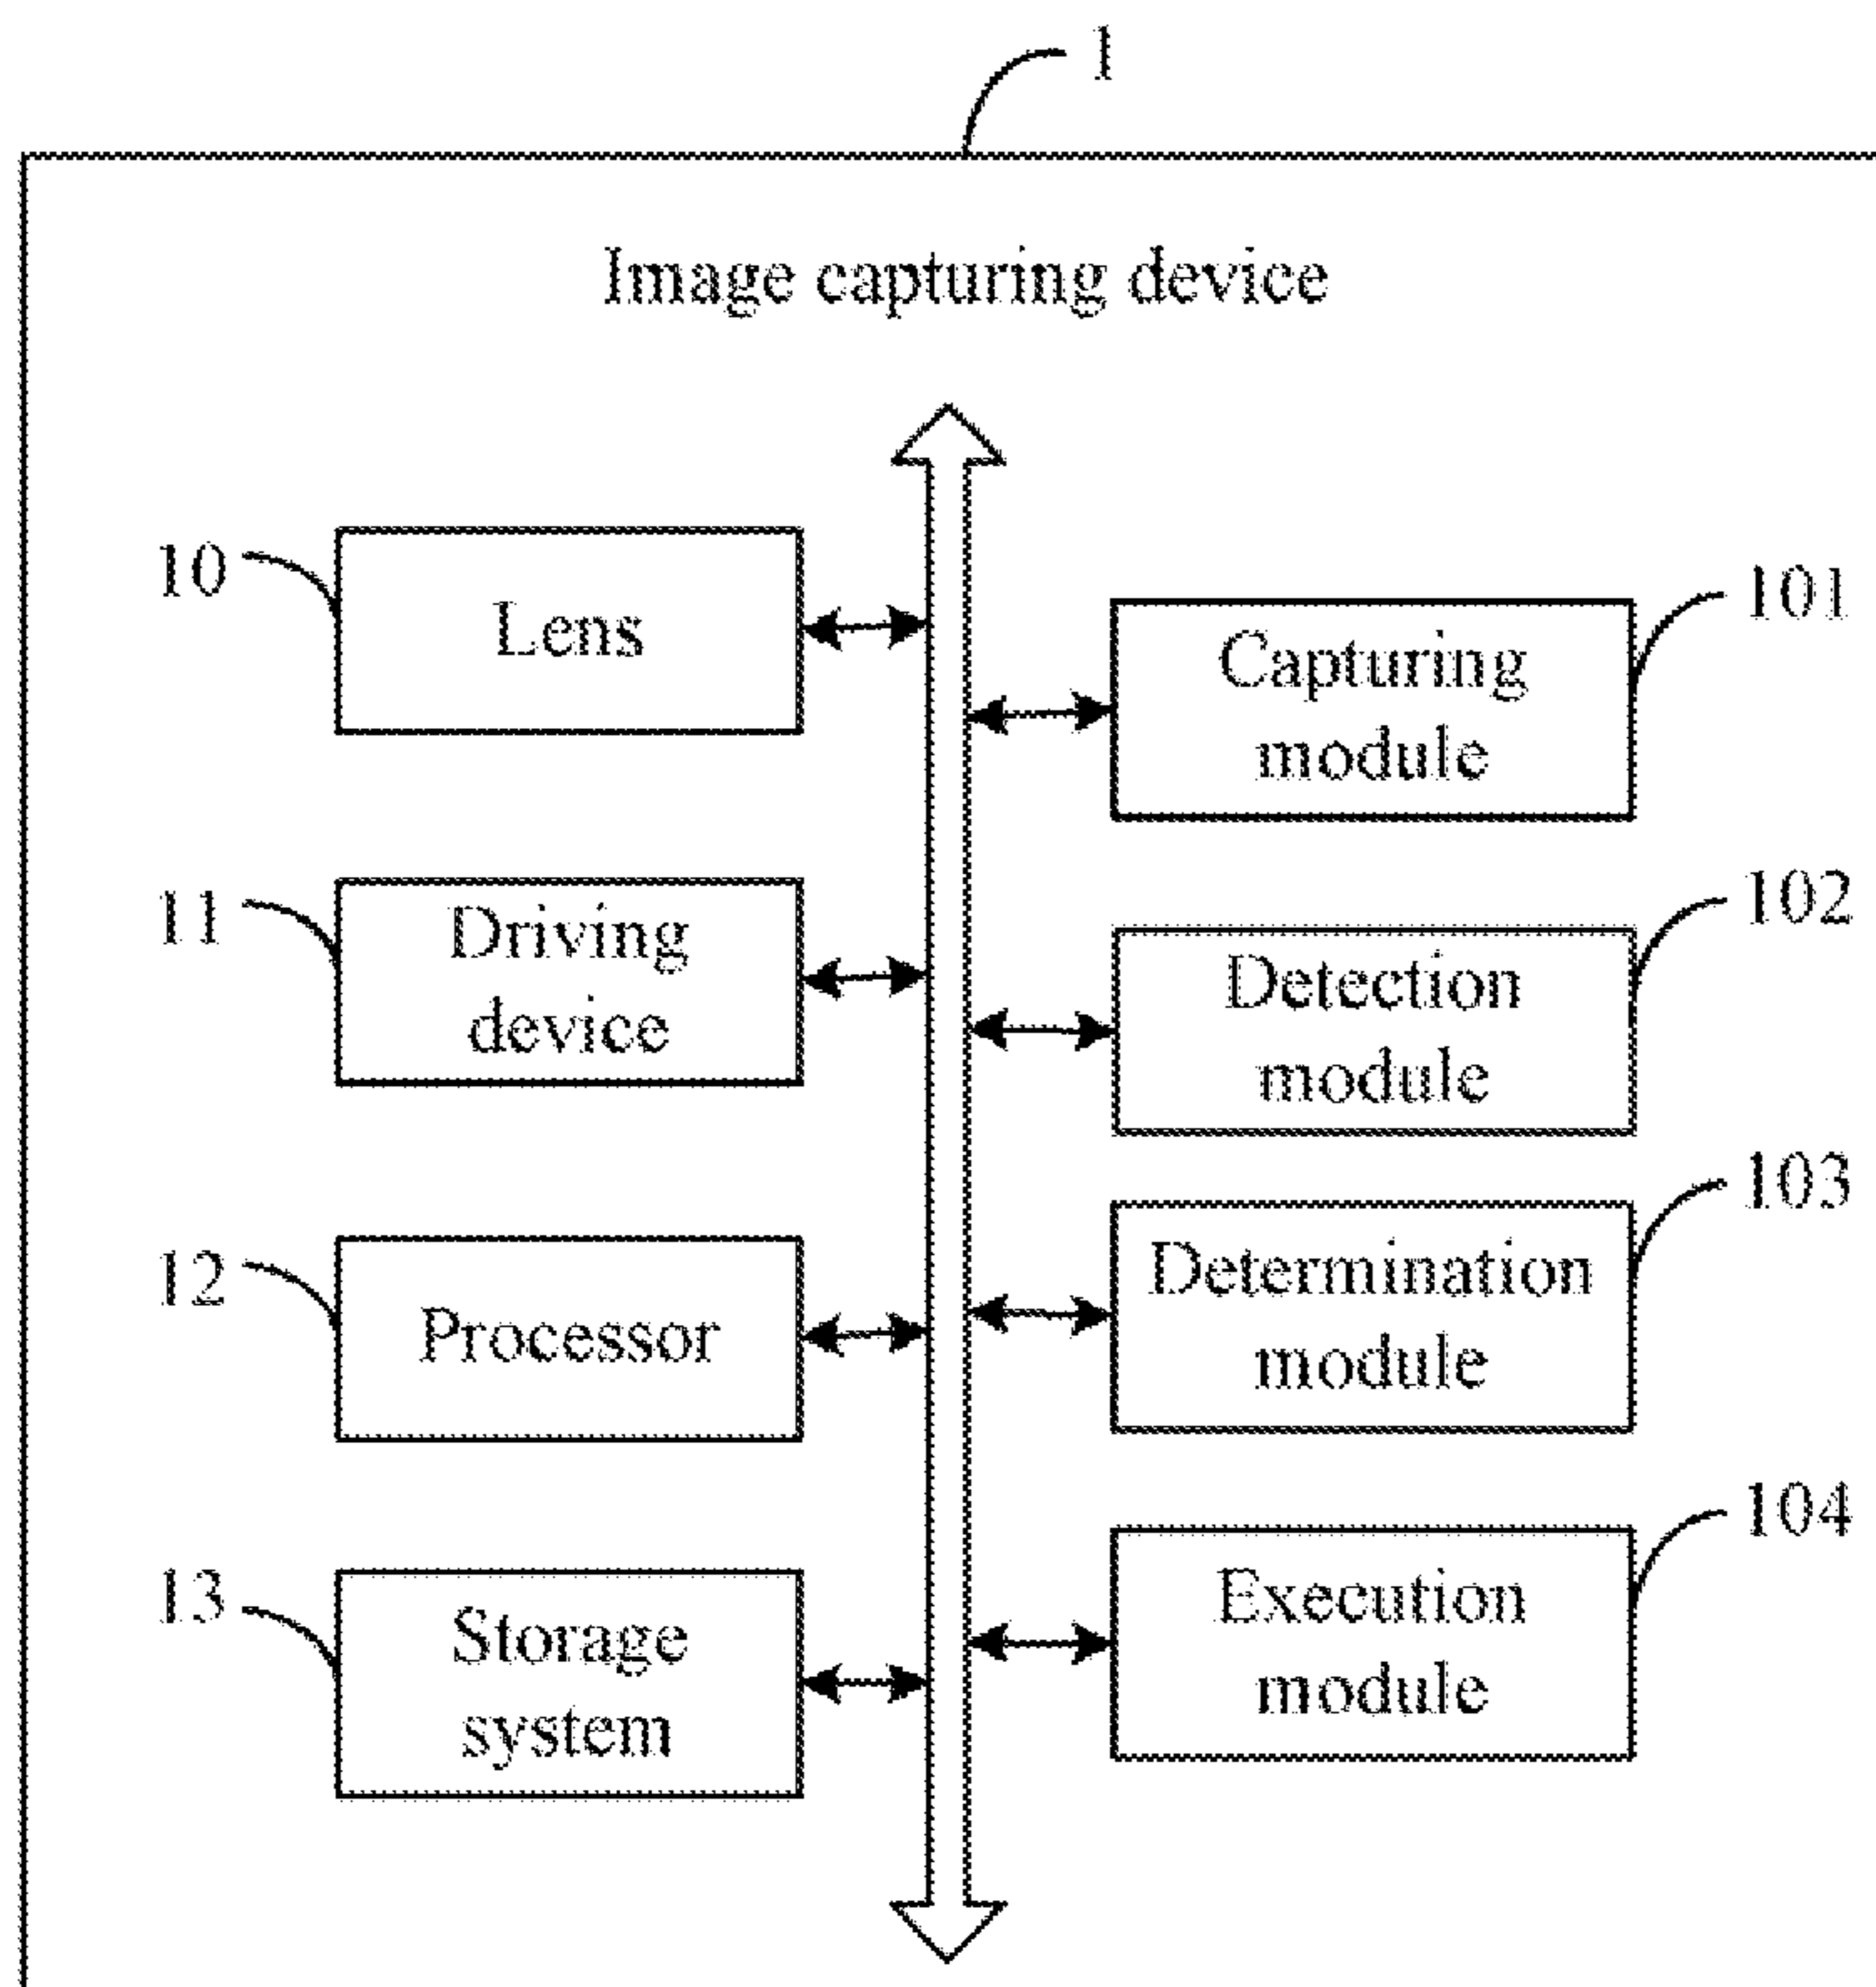 1
Image capturing device
10
Lens
101
Capturing
module
11
Driving
device
102
Detection
module
12
Processor
103
Determination
module
13
Storage
system
104
Execution
module